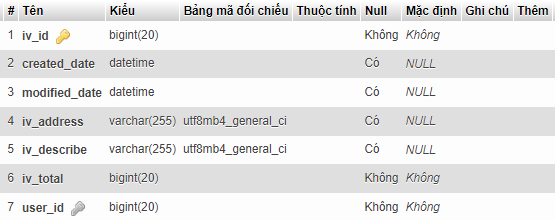 # Tên Kiểu Bảng mã đối chiếu Thuộc tính Null Mặc định Ghi chú Thêm
1 iv_id bigint(20) Không Không
2 created_date datetime Có NULL
3 modified_date datetime Có NULL
4 iv_address varchar(255) utf8mb4_general_ci Có NULL
5 iv_describe varchar(255) utf8mb4_general_ci Có NULL
6 iv_total bigint(20) Không Không
7 user_id bigint(20) Không Không